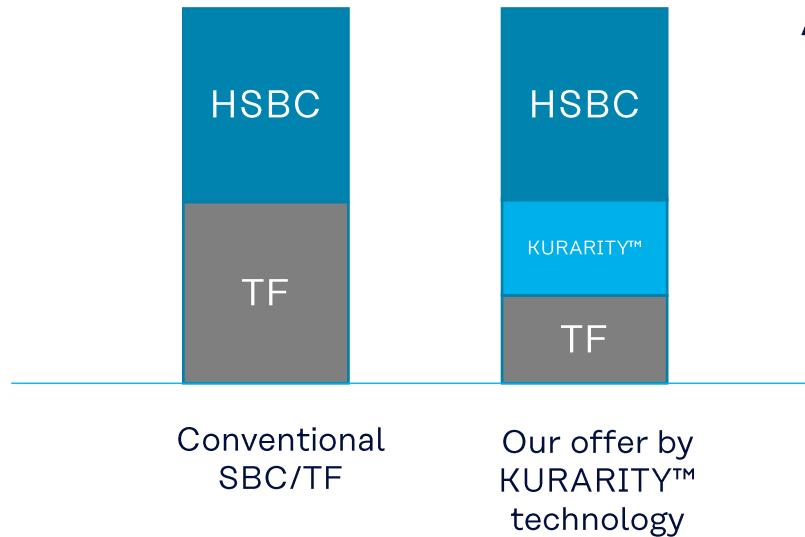 HSBC
TF
Conventional
SBC/TF
HSBC
KURARITY™
TF
Our offer by
KURARITY™
technology